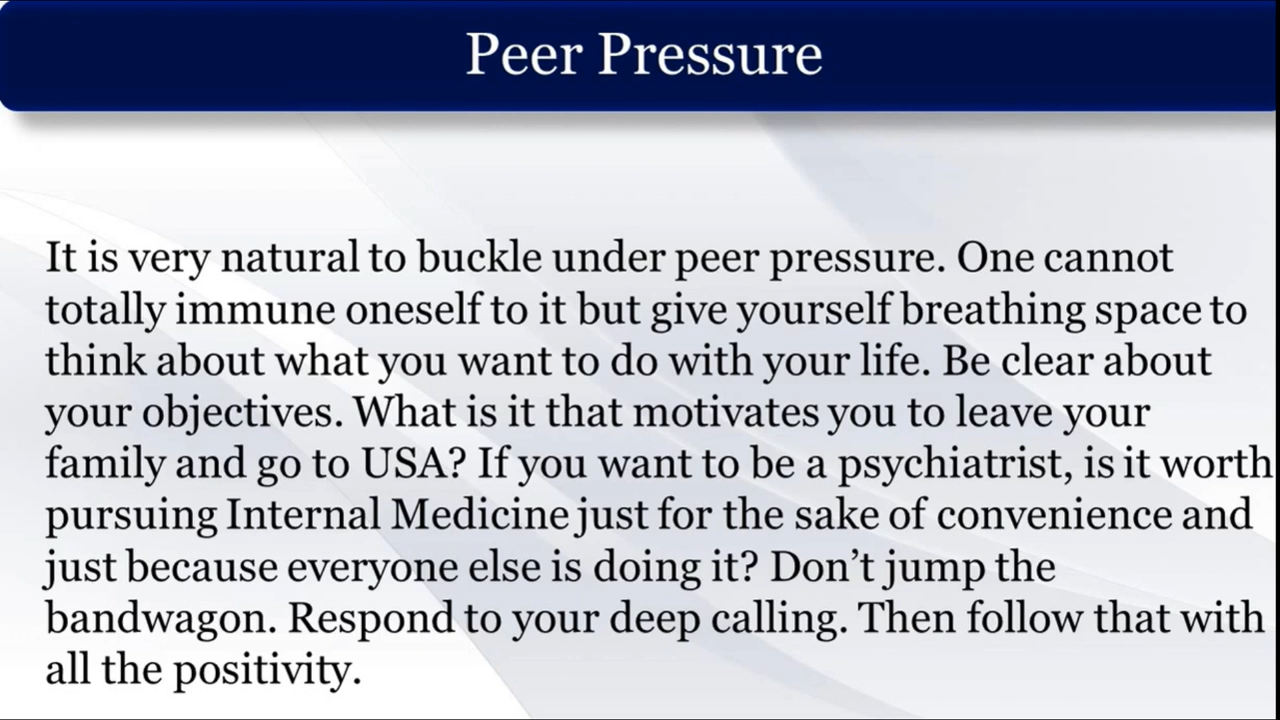 Peer Pressure
It is very natural to buckle under peer pressure. One cannot
totally immune oneself to it but give yourself breathing space to
think about what you want to do with your life. Be clear about
your objectives. What is it that motivates you to leave your
family and go to USA? If you want to be a psychiatrist, is it worth
pursuing Internal Medicine just for the sake of convenience and
just because everyone else is doing it? Don’t jump the
bandwagon. Respond to your deep calling. Then follow that with
all the positivity.